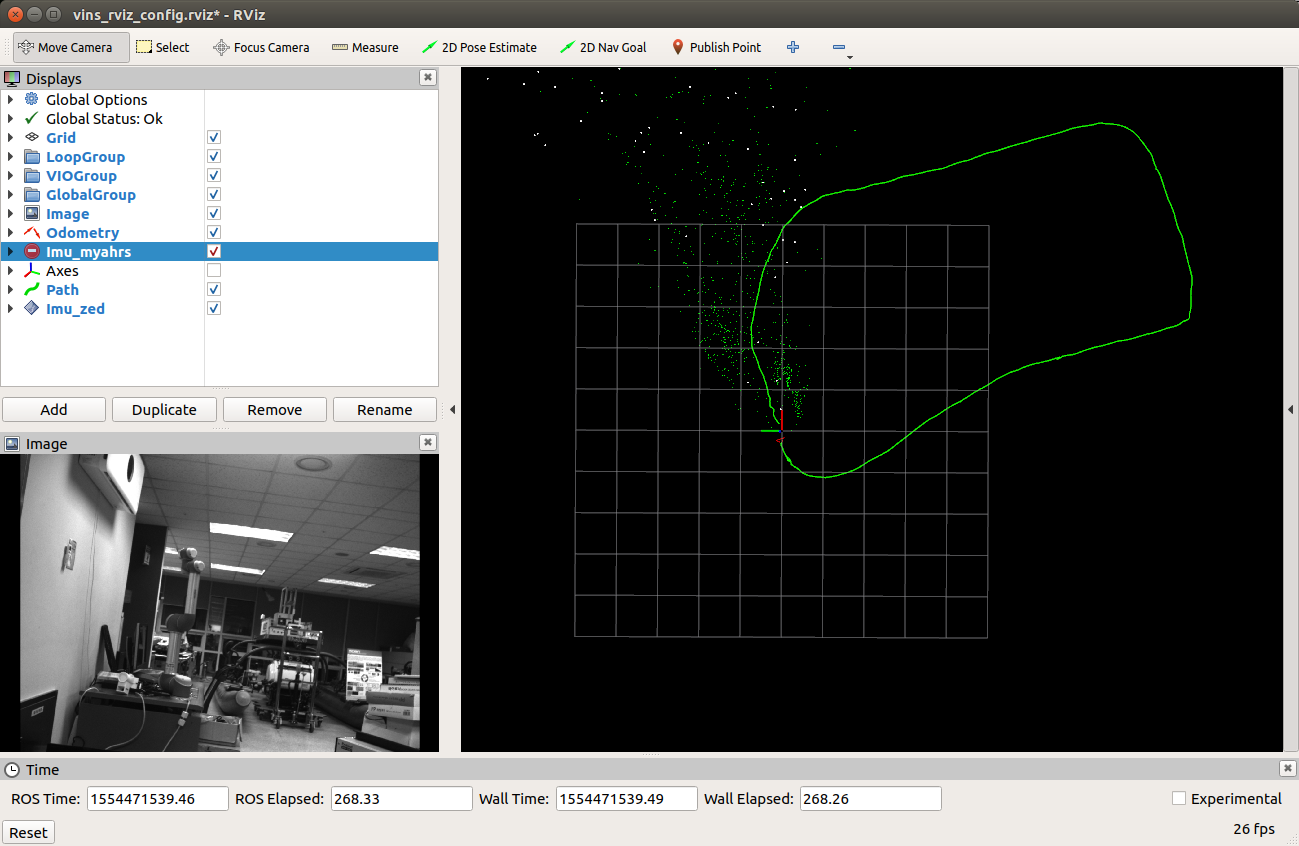 vins_rviz_config.rviz* - RViz
Move Camera Select Focus Camera Measure 2D Pose Estimate 2D Nav Goal Publish Point
Displays
Global Options
Global Status: Ok
Grid
LoopGroup
VIOGroup
GlobalGroup
Image
Odometry
Imu_myahrs
Axes
Path
Imu_zed
Add Duplicate Remove Rename
Image
Time
ROS Time: 1554471539.46 ROS Elapsed: 268.33 Wall Time: 1554471539.49 Wall Elapsed: 268.26 Experimental
Reset 26 fps